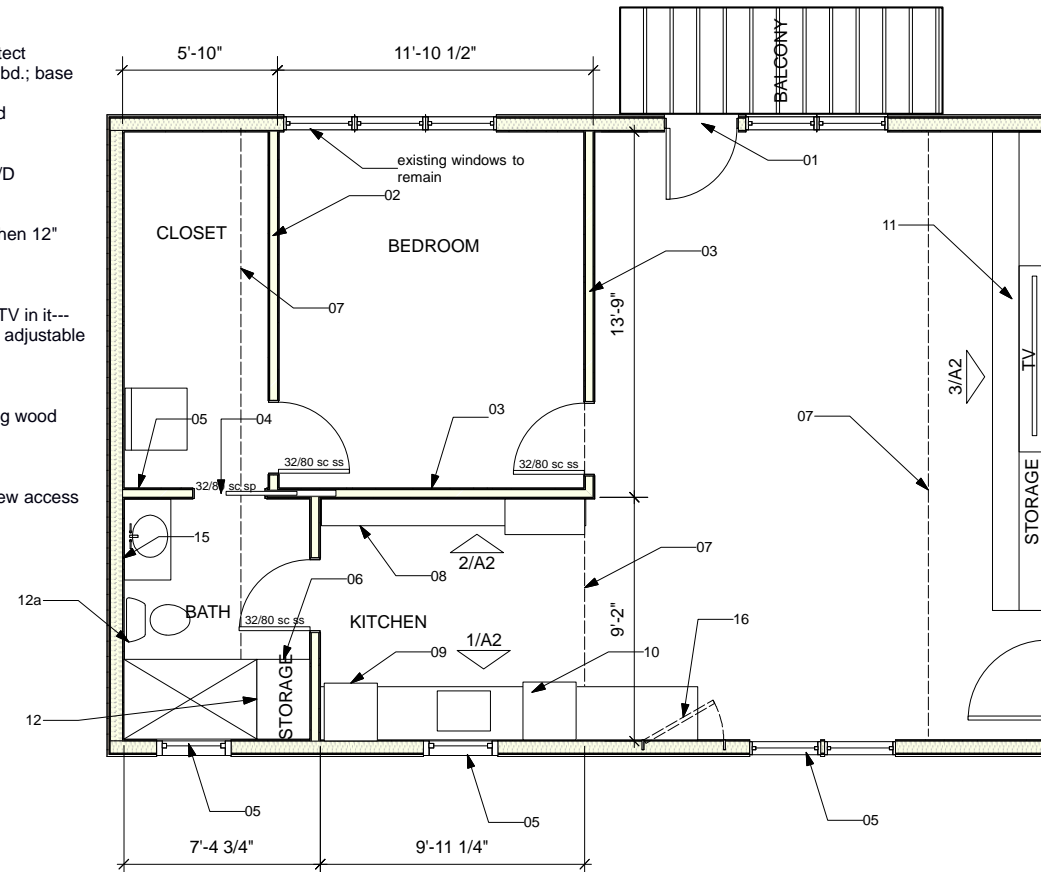 tect
bd.; base
d
/D
hen 12"
TV in it---
adjustable
g wood
ew access
5'-10"
11'-10 1/2"
BALCONY
existing windows to
remain
01
02
CLOSET
BEDROOM
11
03
07
13'-9"
3/A2
TV
05
04
03
07
32/80 sc ss
32/80 sc ss
32/8 sc sp
STORAGE
15
2/A2
07
08
06
12a
BATH
32/80 sc ss
KITCHEN
9'-2"
16
1/A2
09
10
STORAGE
12
05
05
05
7'-4 3/4"
9'-11 1/4"